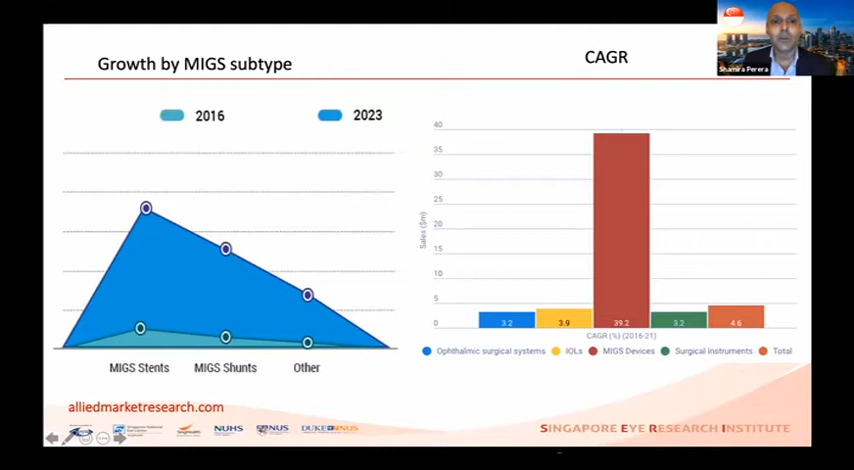 Growth by MIGS subtype
CAGR
Shamira Perera
2016
2023
MIGS Stents
MIGS Shunts
Other
40
35
30
25
20
15
10
5
0
Sales ($m)
3.2
3.9
39.2
3.2
4.6
CAGR (%) (2016-21)
Ophthalmic surgical systems
IOLs
MIGS Devices
Surgical Instruments
Total
alliedmarketresearch.com
NUHS
NUS
DUKE NUS
SINGAPORE EYE RESEARCH INSTITUTE